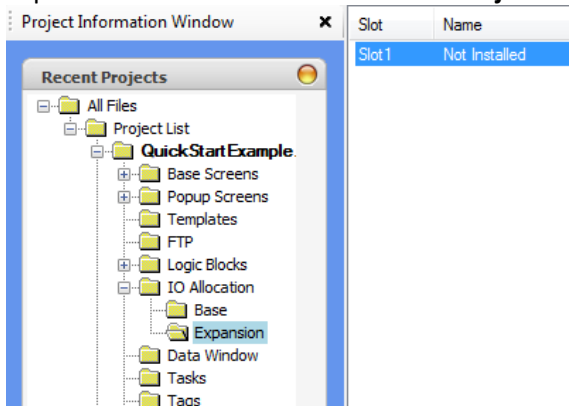 Project Information Window
Slot Name
Slot1 Not Installed
Recent Projects
All Files
Project List
QuickStartExample.
Base Screens
Popup Screens
Templates
FTP
Logic Blocks
IO Allocation
Base
Expansion
Data Window
Tasks
Tags